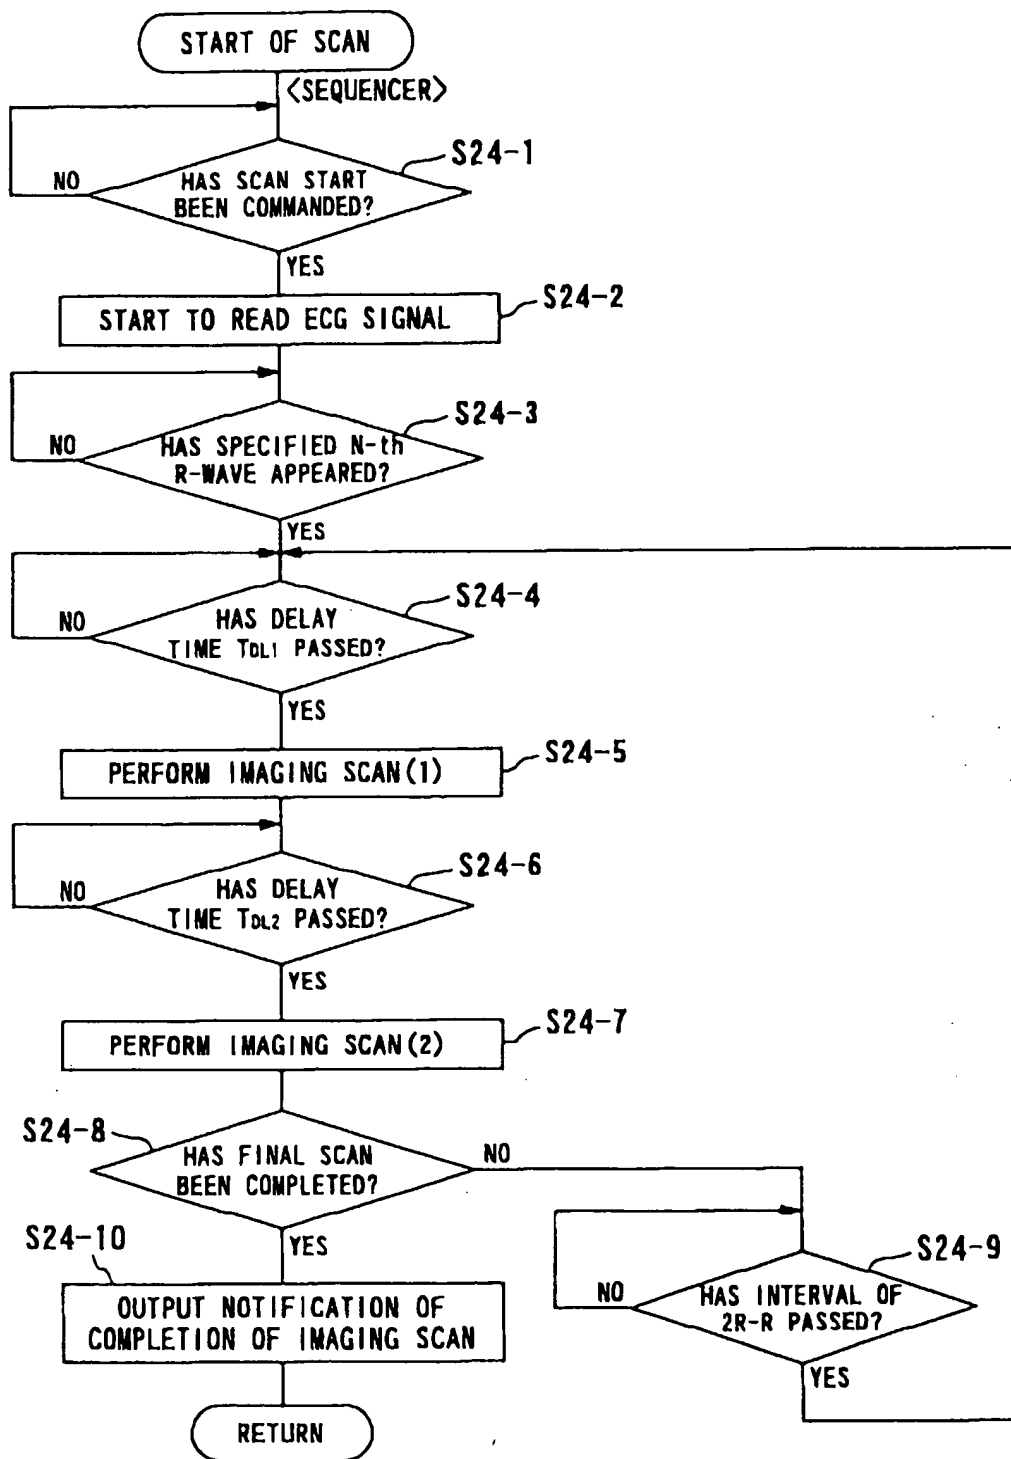 START OF SCAN
<SEQUENCER>
S24-1
NO
HAS SCAN START
BEEN COMMANDED?
YES
S24-2
START TO READ ECG SIGNAL
S24-3
NO
HAS SPECIFIED N-th
R-WAVE APPEARED?
YES
S24-4
NO
HAS DELAY
TIME TDL1 PASSED?
YES
S24-5
PERFORM IMAGING SCAN(1)
S24-6
NO
HAS DELAY
TIME TDL2 PASSED?
YES
S24-7
PERFORM IMAGING SCAN(2)
S24-8
HAS FINAL SCAN
BEEN COMPLETED?
NO
YES
S24-9
NO
HAS INTERVAL OF
2R-R PASSED?
YES
S24-10
OUTPUT NOTIFICATION OF
COMPLETION OF IMAGING SCAN
RETURN